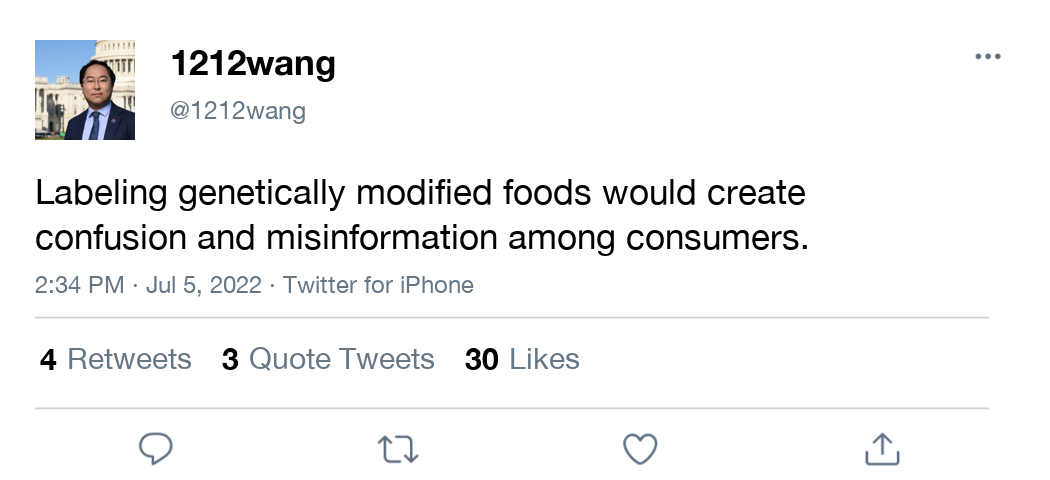 1212wang
@1212wang
Labeling genetically modified foods would create
confusion and misinformation among consumers.
2:34 PM · Jul 5, 2022 · Twitter for iPhone
4 Retweets 3 Quote Tweets 30 Likes